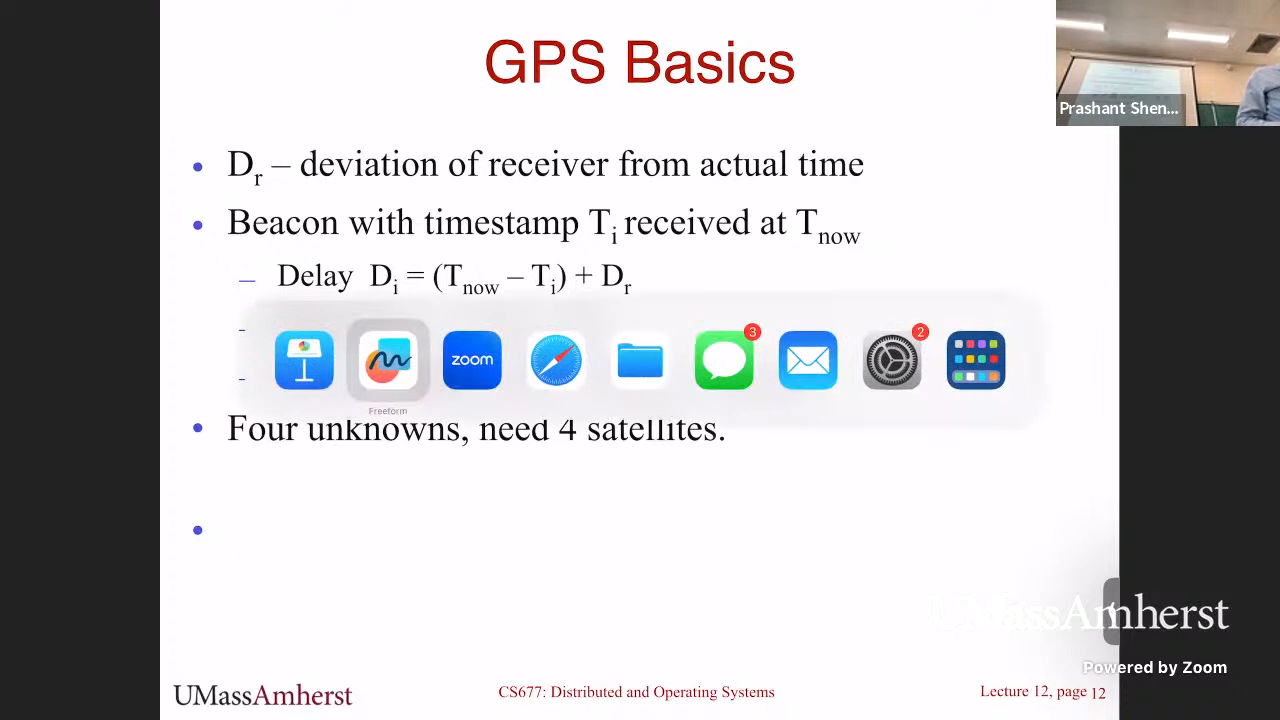 GPS Basics
Prashant Shen...
• Dr – deviation of receiver from actual time
• Beacon with timestamp Ti received at Tnow
– Delay Di = (Tnow – Ti) + Dr
3
2
zoom
Freeform
• Four unknowns, need 4 satellites.
UMassAmherst
Powered by Zoom
UMassAmherst
CS677: Distributed and Operating Systems
Lecture 12, page 12